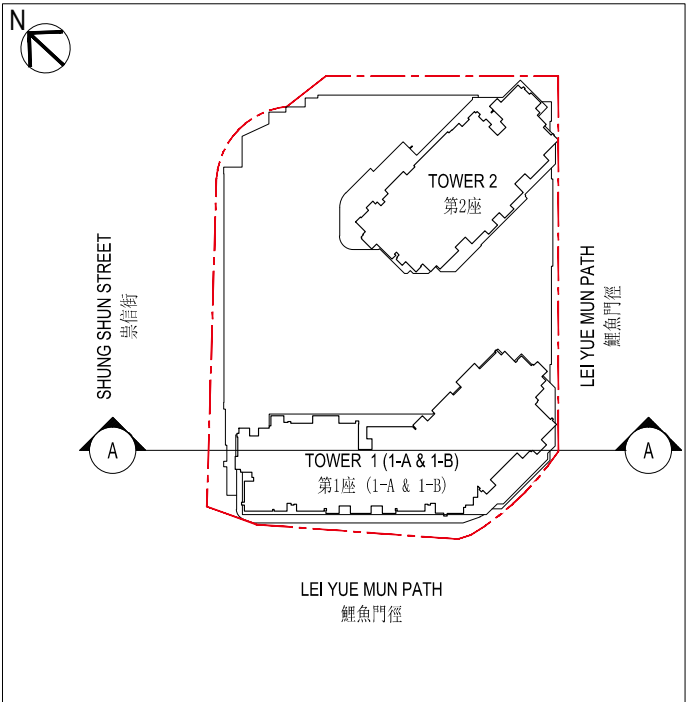 N
TOWER 2
第2座
SHUNG SHUN STREET
崇信街
LEI YUE MUN PATH
鯉魚門徑
A
A
TOWER 1 (1-A & 1-B)
第1座 (1-A & 1-B)
LEI YUE MUN PATH
鯉魚門徑